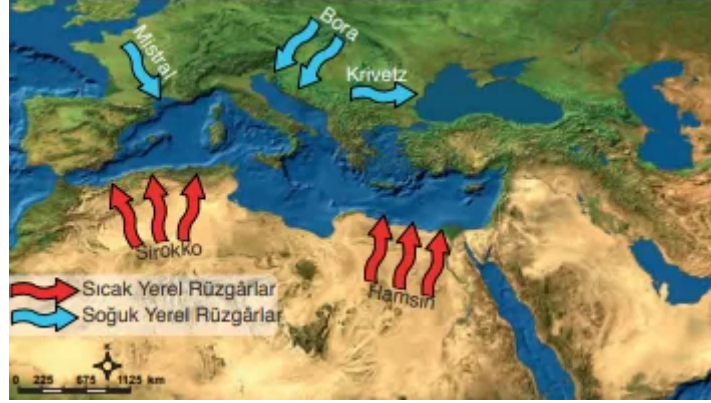 Mistral
Bora
Krivetz
Sirokko
Hamsin
Sıcak Yerel Rüzgârlar
Soğuk Yerel Rüzgârlar
K
0 225 675 1125 km